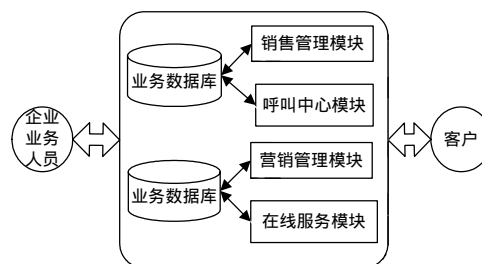 销售管理模块
业务数据库
呼叫中心模块
企业
业务
人员
客户
营销管理模块
业务数据库
在线服务模块